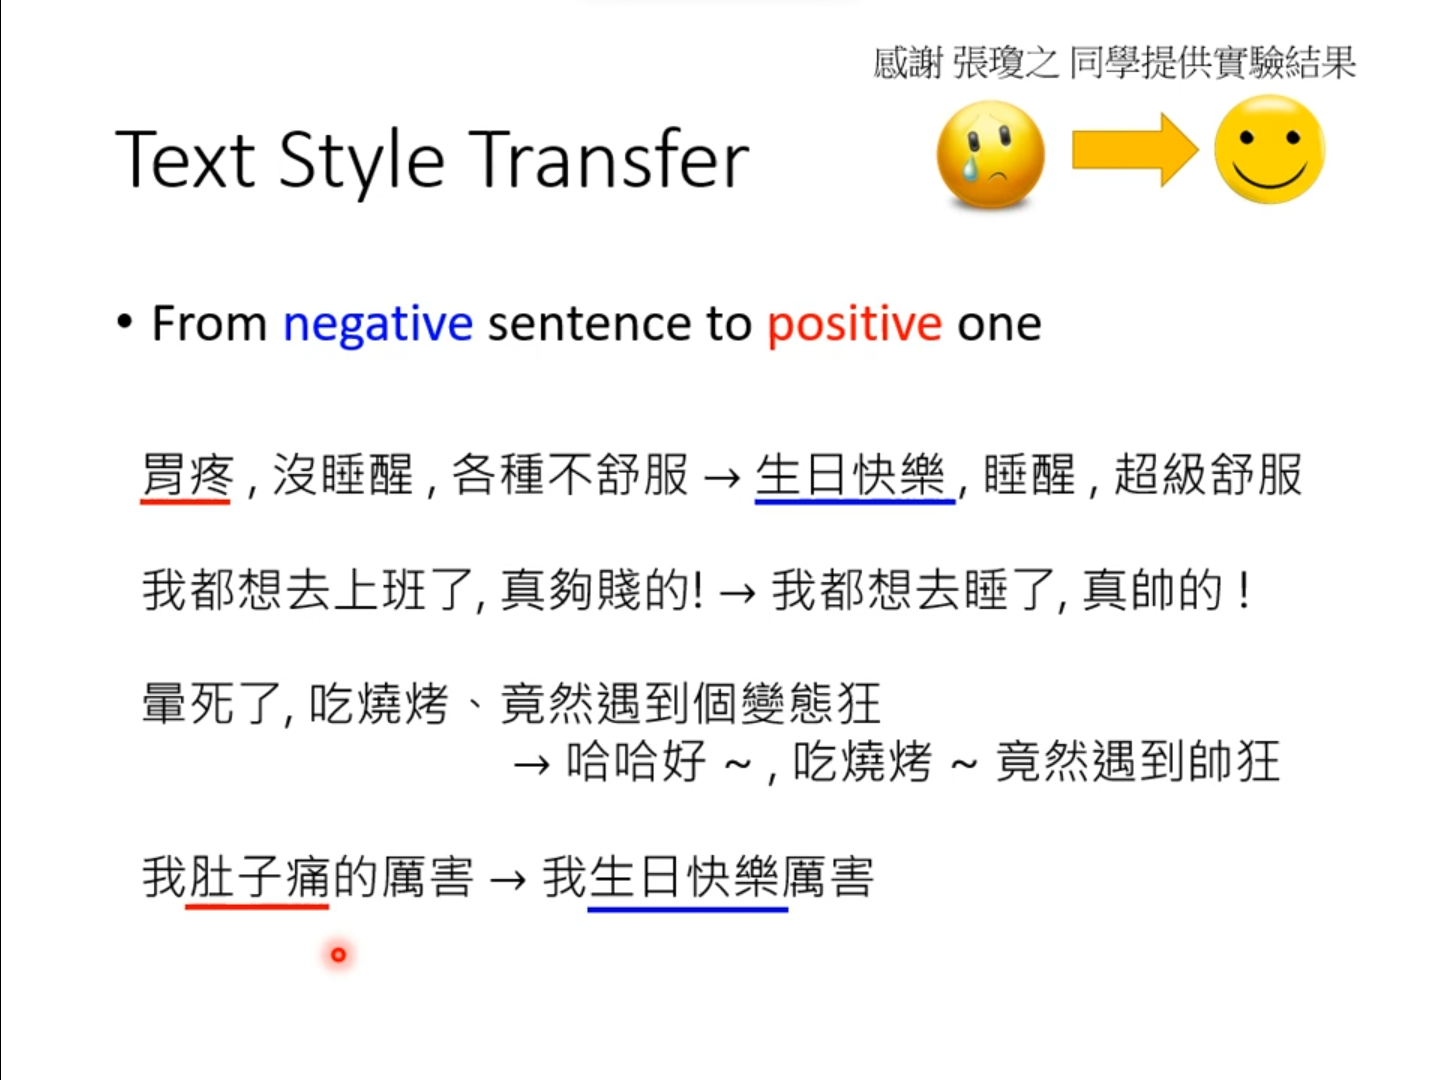 感謝 張瓊之 同學提供實驗結果
Text Style Transfer
• From negative sentence to positive one
胃疼 , 沒睡醒 , 各種不舒服 → 生日快樂 , 睡醒 , 超級舒服
我都想去上班了, 真夠賤的! → 我都想去睡了, 真帥的 !
暈死了, 吃燒烤、竟然遇到個變態狂
→ 哈哈好 ~ , 吃燒烤 ~ 竟然遇到帥狂
我肚子痛的厲害 → 我生日快樂厲害